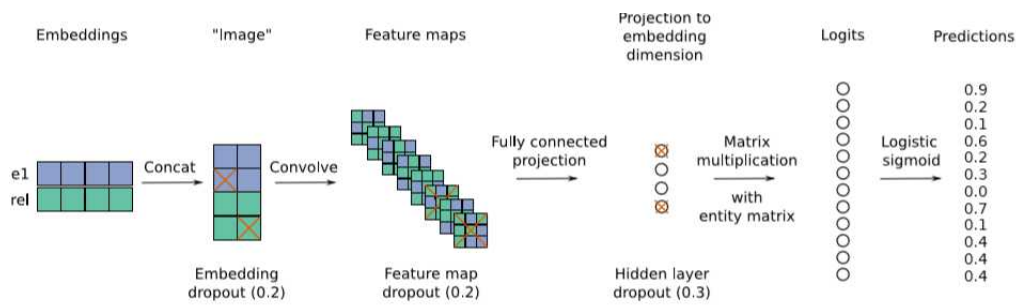 Embeddings
"Image"
Feature maps
Projection to
embedding
dimension
Logits
Predictions
e1
rel
Concat
Convolve
Fully connected
projection
Matrix
multiplication
with
entity matrix
Logistic
sigmoid
0.9
0.2
0.1
0.6
0.2
0.3
0.0
0.7
0.1
0.4
0.4
0.4
Embedding
dropout (0.2)
Feature map
dropout (0.2)
Hidden layer
dropout (0.3)